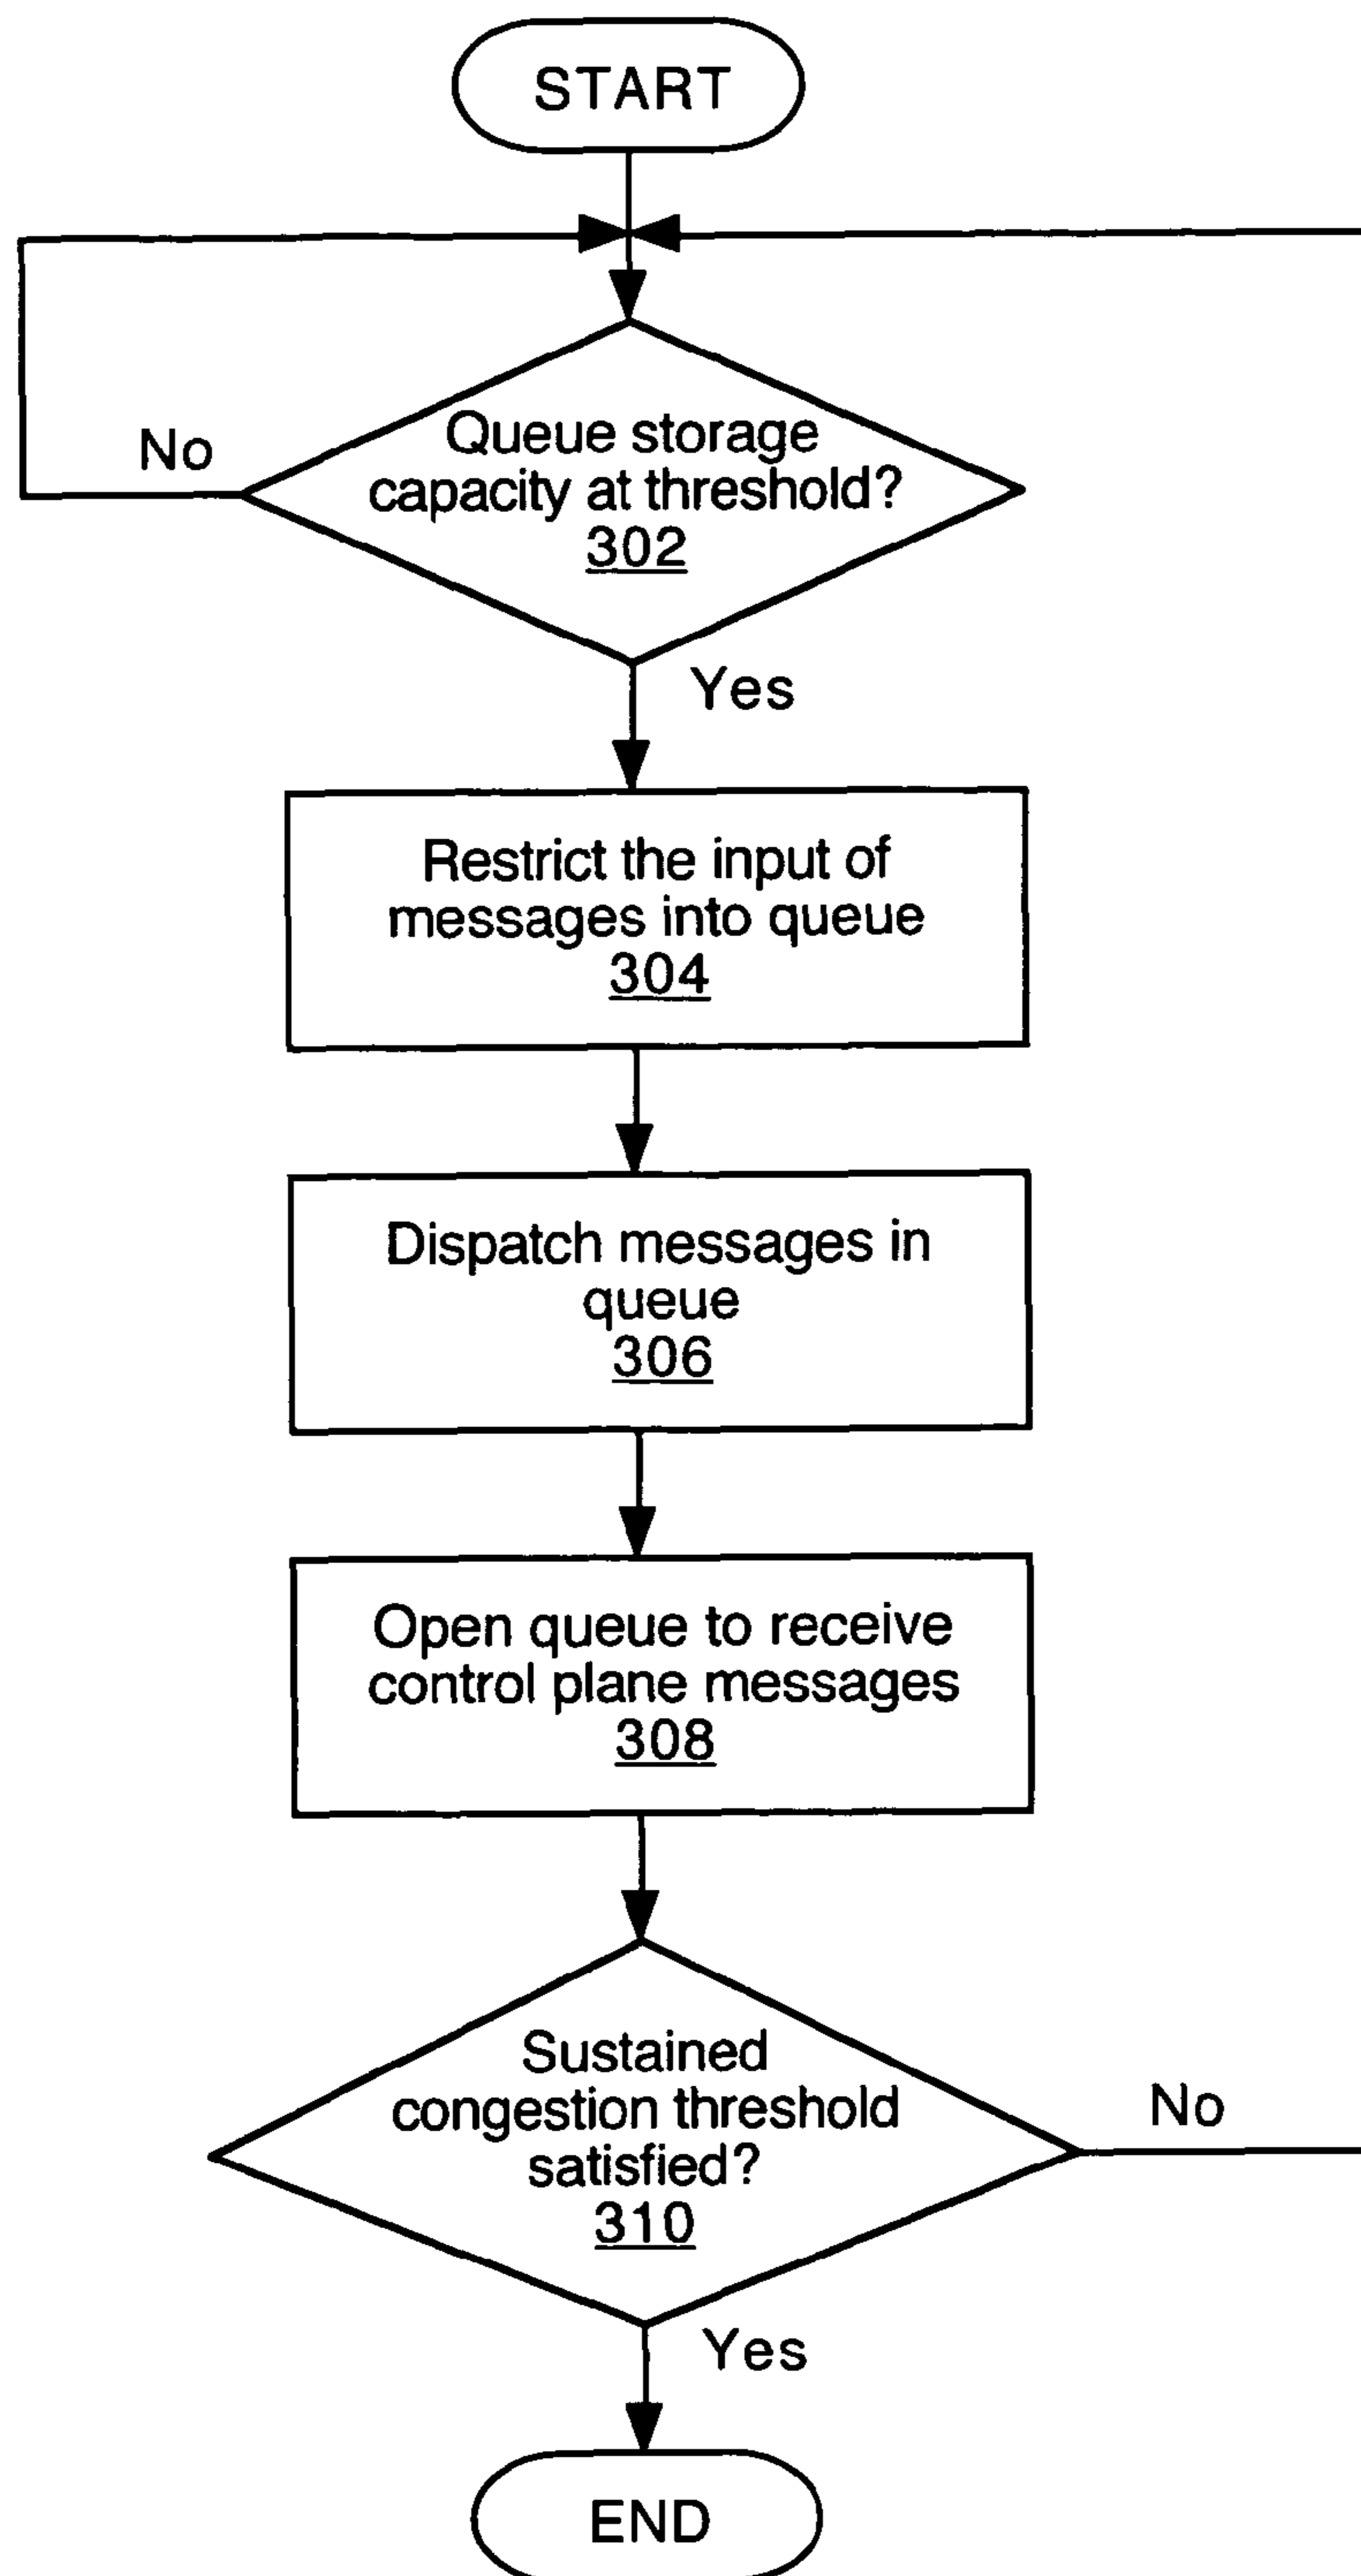 START
No
Queue storage
capacity at threshold?
302
Yes
Restrict the input of
messages into queue
304
Dispatch messages in
queue
306
Open queue to receive
control plane messages
308
Sustained
congestion threshold
satisfied?
310
No
Yes
END